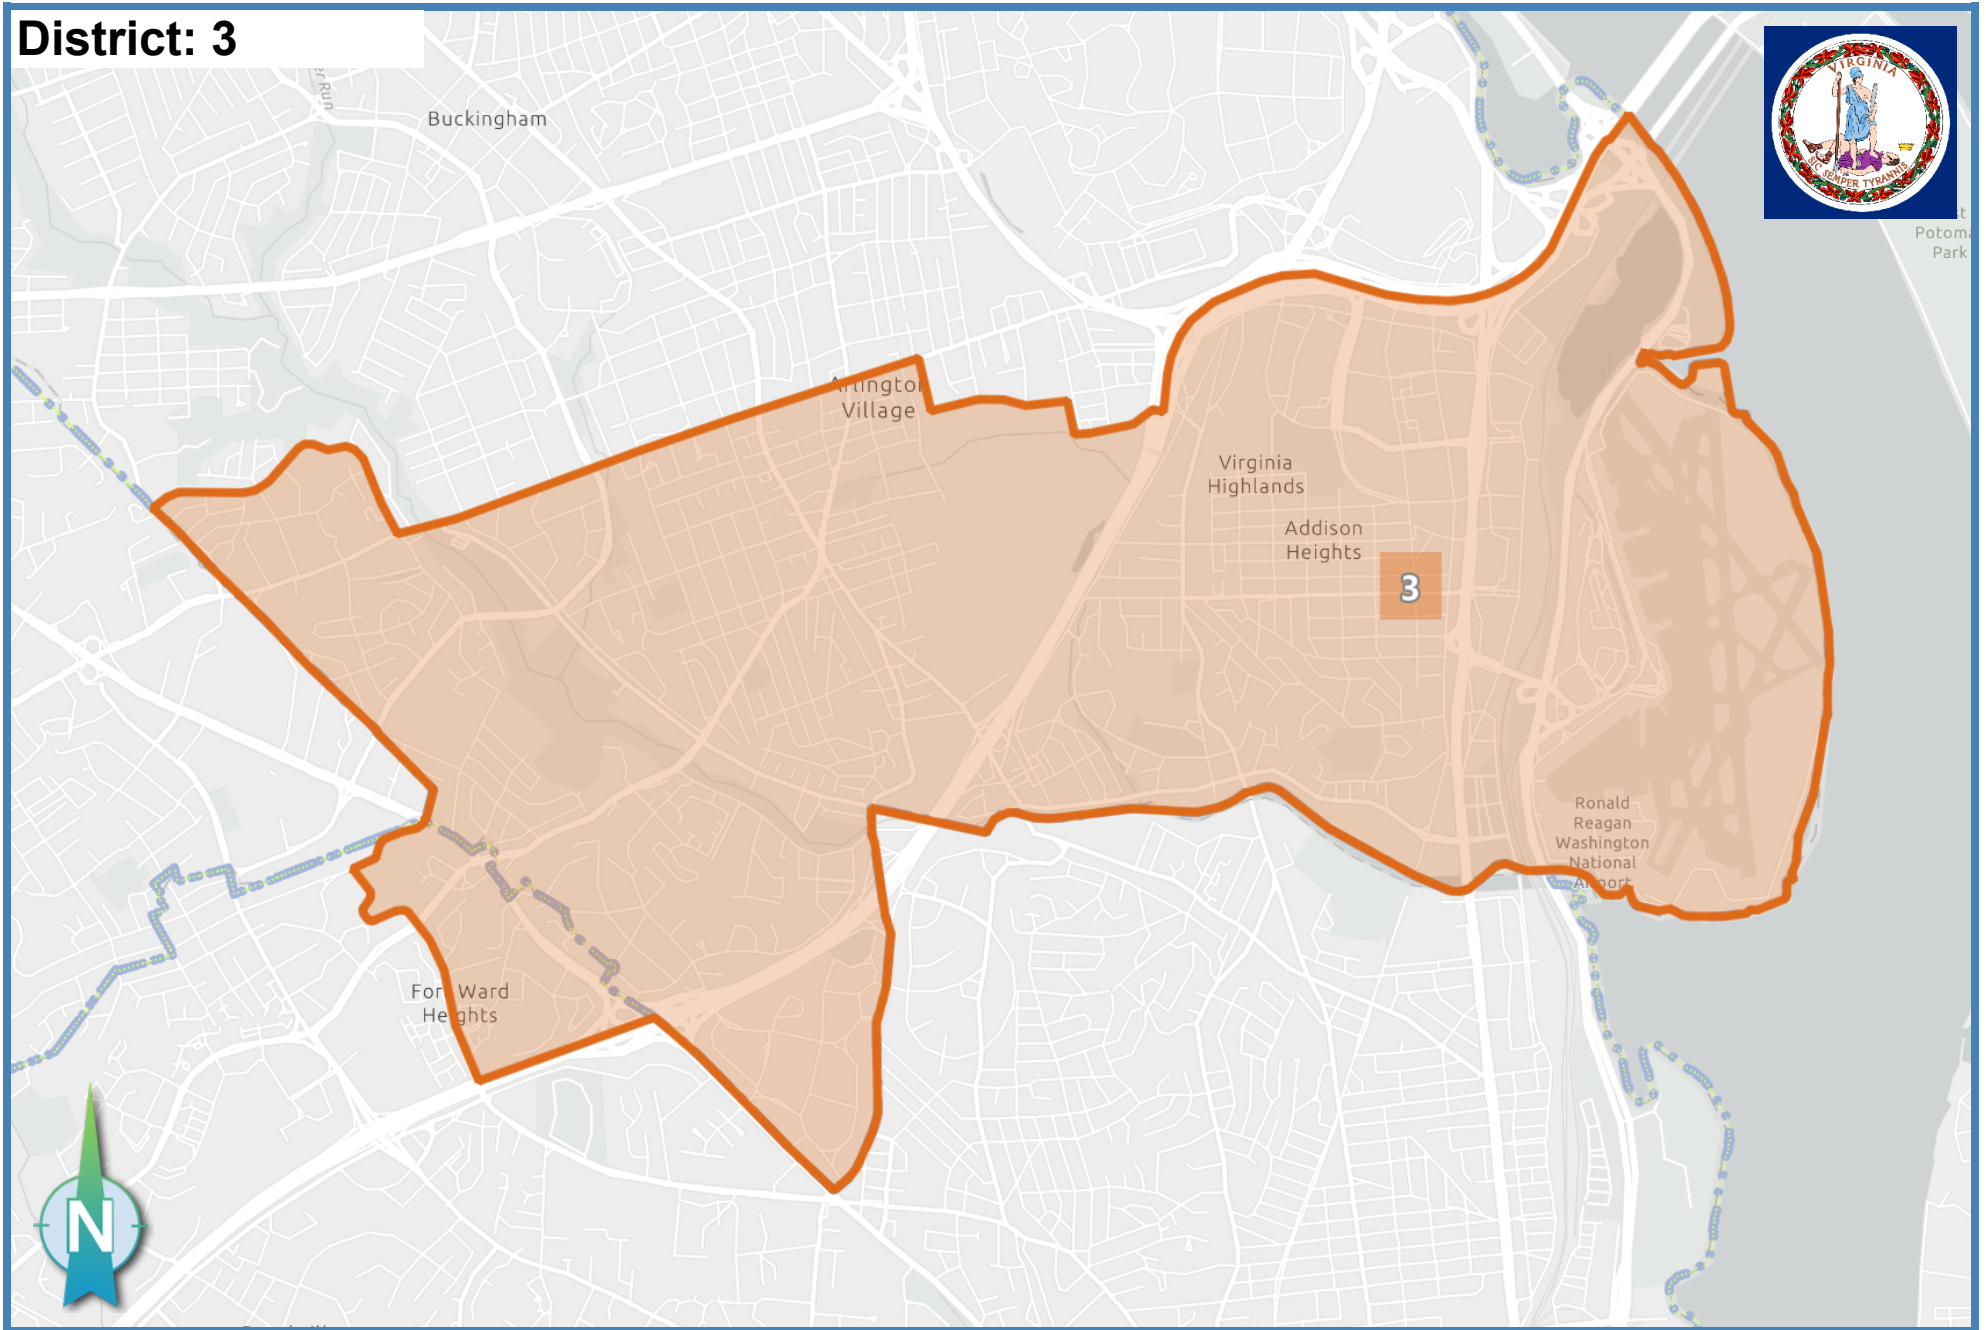 District: 3
Buckingham
VIRGINIA
SIC SEMPER TYRANNIS
Potoma
Park
Arlington
Village
Virginia
Highlands
Addison
Heights
3
Ronald
Reagan
Washington
National
Airport
Fort Ward
Heights
N